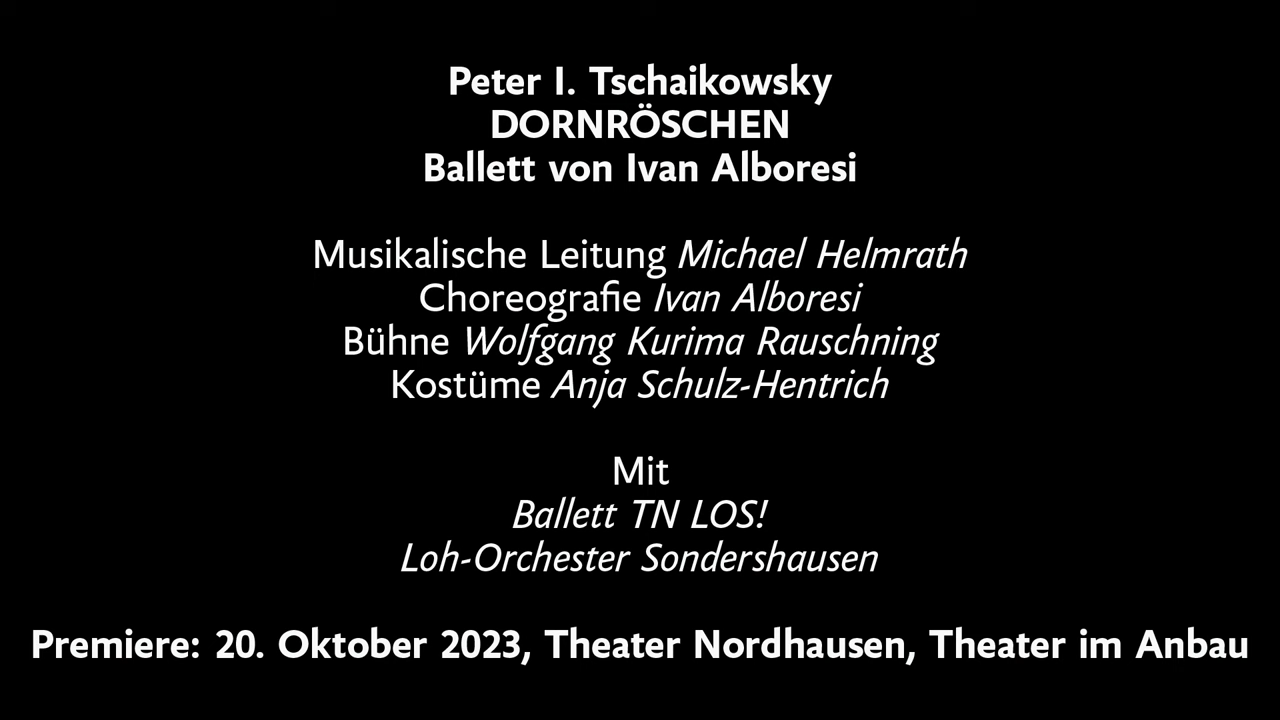 Peter I. Tschaikowsky
DORNRÖSCHEN
Ballett von Ivan Alboresi
Musikalische Leitung Michael Helmrath
Choreografie Ivan Alboresi
Bühne Wolfgang Kurima Rauschning
Kostüme Anja Schulz-Hentrich
Mit
Ballett TN LOS!
Loh-Orchester Sondershausen
Premiere: 20. Oktober 2023, Theater Nordhausen, Theater im Anbau